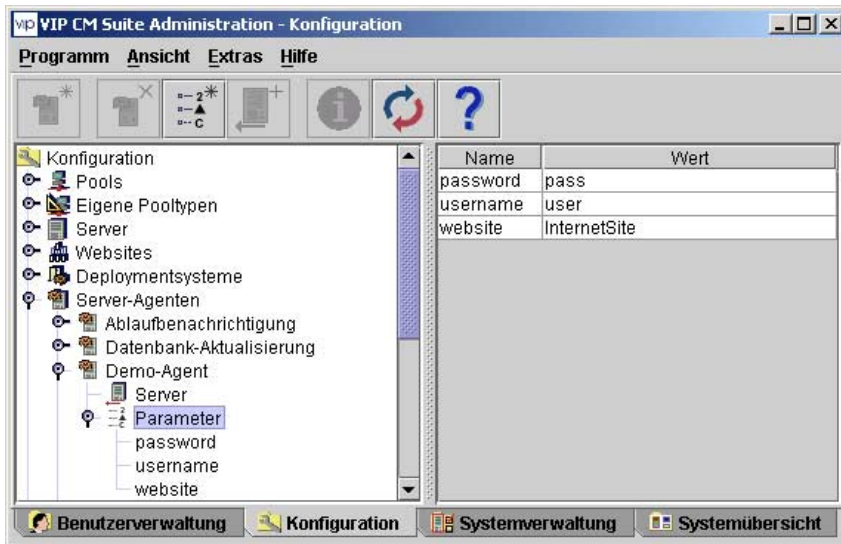 vip VIP CM Suite Administration - Konfiguration
Programm Ansicht Extras Hilfe
Konfiguration
Pools
Eigene Pooltypen
Server
Websites
Deploymentsysteme
Server-Agenten
Ablaufbenachrichtigung
Datenbank-Aktualisierung
Demo-Agent
Server
Parameter
password
username
website
Name Wert
password pass
username user
website InternetSite
Benutzerverwaltung Konfiguration Systemverwaltung Systemübersicht